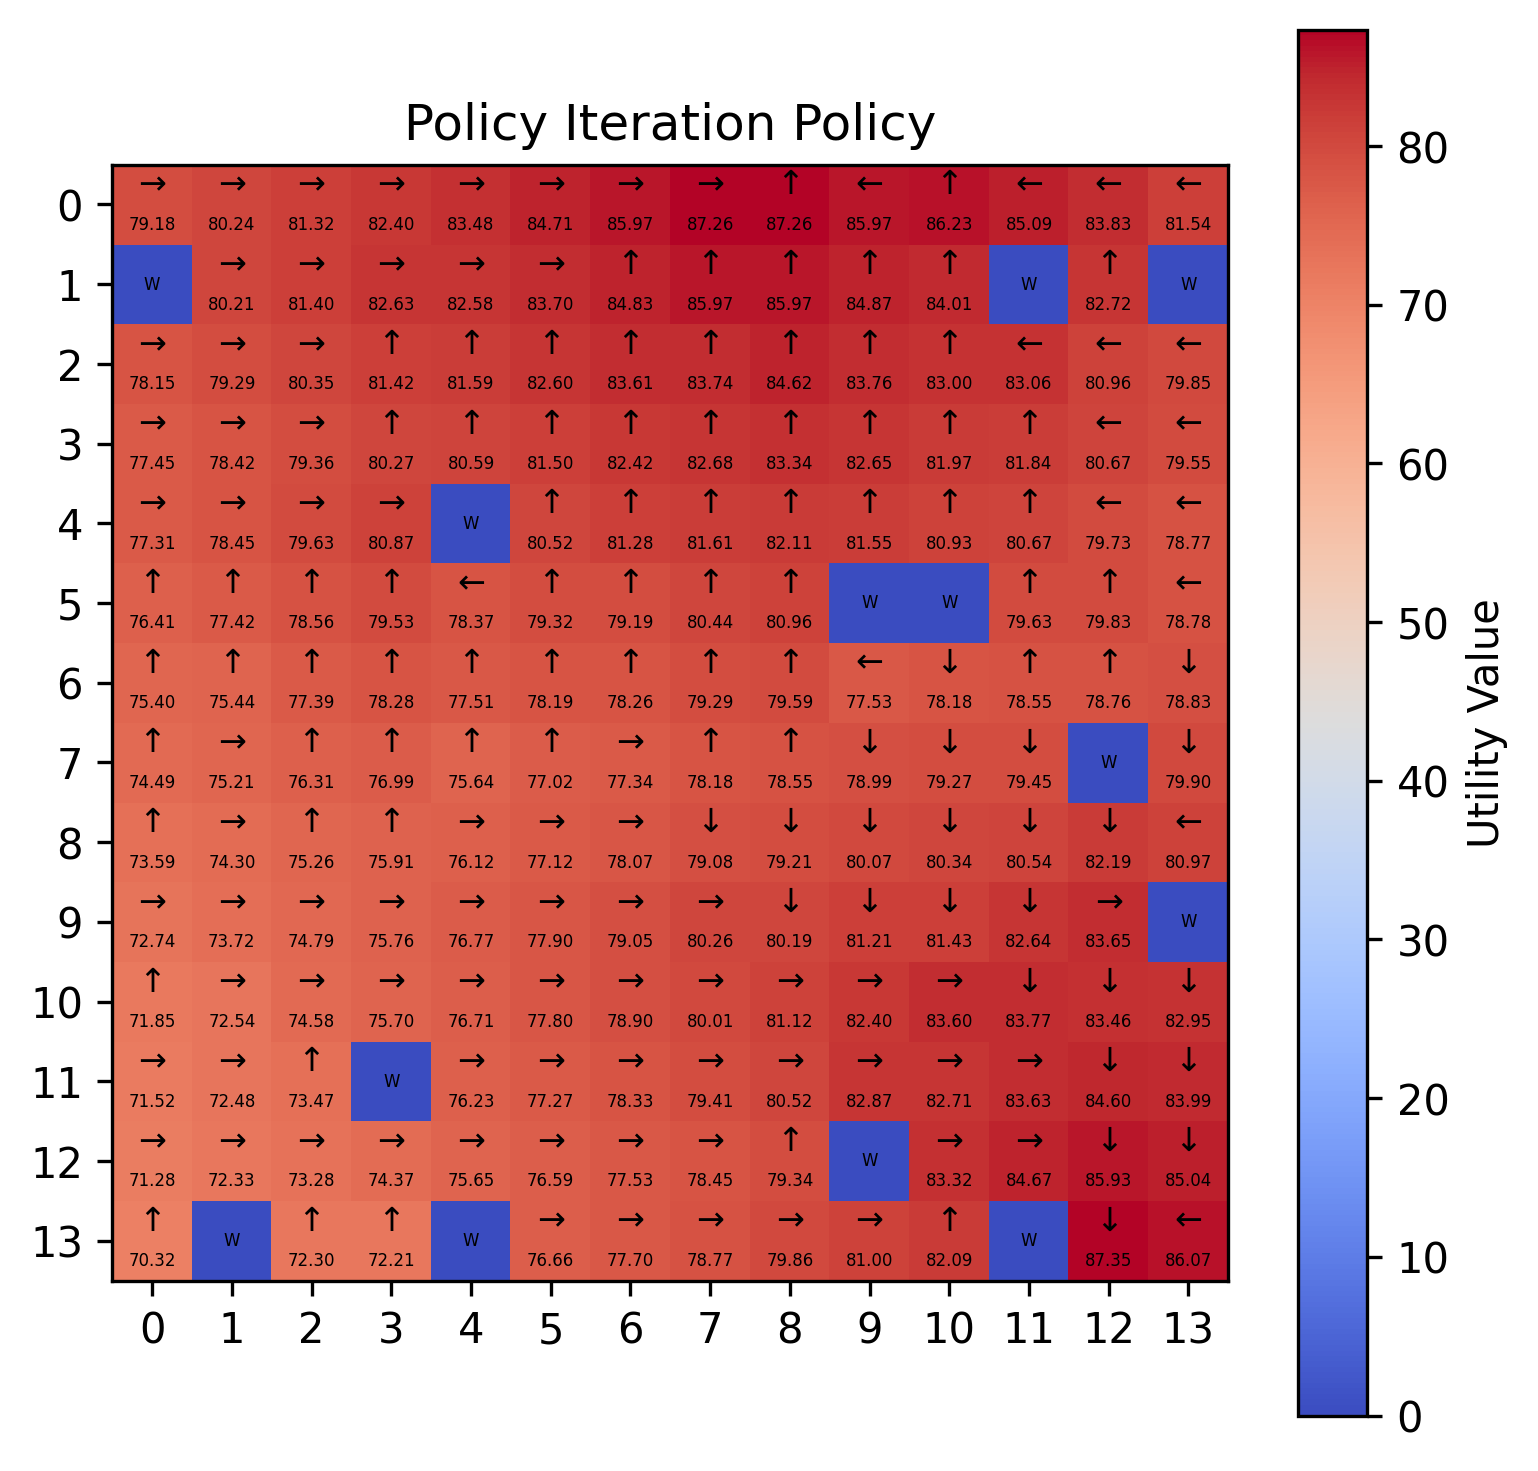 Policy Iteration Policy
0 → → → → → → → → ↑ ← ↑ ← ← ←
79.18 80.24 81.32 82.40 83.48 84.71 85.97 87.26 87.26 85.97 86.23 85.09 83.83 81.54
1 W → → → → → ↑ ↑ ↑ ↑ ↑ W ↑ W
80.21 81.40 82.63 82.58 83.70 84.83 85.97 85.97 84.87 84.01 82.72
2 → → → ↑ ↑ ↑ ↑ ↑ ↑ ↑ ↑ ← ← ←
78.15 79.29 80.35 81.42 81.59 82.60 83.61 83.74 84.62 83.76 83.00 83.06 80.96 79.85
3 → → → ↑ ↑ ↑ ↑ ↑ ↑ ↑ ↑ ↑ ← ←
77.45 78.42 79.36 80.27 80.59 81.50 82.42 82.68 83.34 82.65 81.97 81.84 80.67 79.55
4 → → → → W ↑ ↑ ↑ ↑ ↑ ↑ ↑ ← ←
77.31 78.45 79.63 80.87 80.52 81.28 81.61 82.11 81.55 80.93 80.67 79.73 78.77
5 ↑ ↑ ↑ ↑ ← ↑ ↑ ↑ ↑ W W ↑ ↑ ←
76.41 77.42 78.56 79.53 78.37 79.32 79.19 80.44 80.96 79.63 79.83 78.78
6 ↑ ↑ ↑ ↑ ↑ ↑ ↑ ↑ ↑ ← ↓ ↑ ↑ ↓
75.40 75.44 77.39 78.28 77.51 78.19 78.26 79.29 79.59 77.53 78.18 78.55 78.76 78.83
7 ↑ → ↑ ↑ ↑ ↑ → ↑ ↑ ↓ ↓ ↓ W ↓
74.49 75.21 76.31 76.99 75.64 77.02 77.34 78.18 78.55 78.99 79.27 79.45 79.90
8 ↑ → ↑ ↑ → → → ↓ ↓ ↓ ↓ ↓ ↓ ←
73.59 74.30 75.26 75.91 76.12 77.12 78.07 79.08 79.21 80.07 80.34 80.54 82.19 80.97
9 → → → → → → → → ↓ ↓ ↓ ↓ → W
72.74 73.72 74.79 75.76 76.77 77.90 79.05 80.26 80.19 81.21 81.43 82.64 83.65
10 ↑ → → → → → → → → → → ↓ ↓ ↓
71.85 72.54 74.58 75.70 76.71 77.80 78.90 80.01 81.12 82.40 83.60 83.77 83.46 82.95
11 → → ↑ W → → → → → → → → ↓ ↓
71.52 72.48 73.47 76.23 77.27 78.33 79.41 80.52 82.87 82.71 83.63 84.60 83.99
12 → → → → → → → → ↑ W → → ↓ ↓
71.28 72.33 73.28 74.37 75.65 76.59 77.53 78.45 79.34 83.32 84.67 85.93 85.04
13 ↑ W ↑ ↑ W → → → → → ↑ W ↓ ←
70.32 72.30 72.21 76.66 77.70 78.77 79.86 81.00 82.09 87.35 86.07
0 1 2 3 4 5 6 7 8 9 10 11 12 13
80
70
60
50
40
30
20
10
0
Utility Value